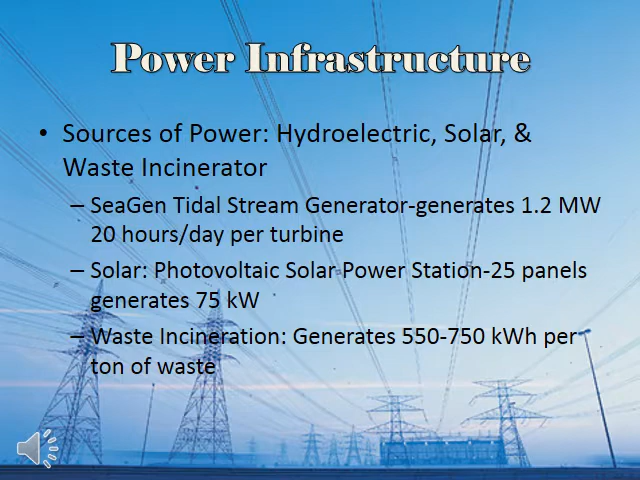 Power Infrastructure
• Sources of Power: Hydroelectric, Solar, &
Waste Incinerator
– SeaGen Tidal Stream Generator-generates 1.2 MW
20 hours/day per turbine
– Solar: Photovoltaic Solar Power Station-25 panels
generates 75 kW
– Waste Incineration: Generates 550-750 kWh per
ton of waste